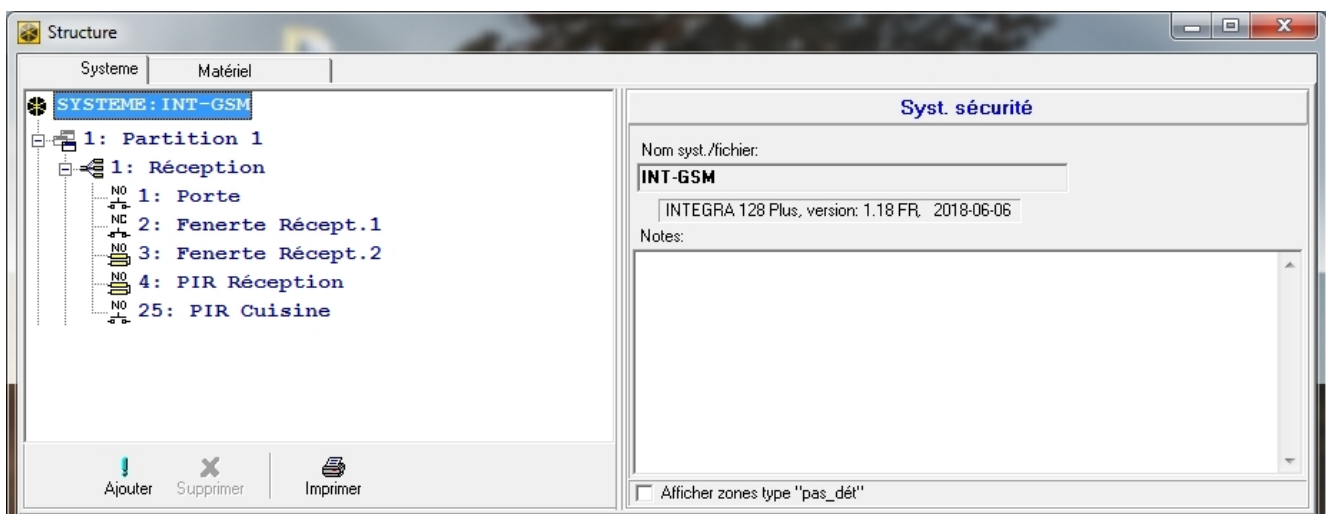 Structure
Systeme
Matériel
SYSTEME:INT-GSM
1: Partition 1
1: Réception
NO 1: Porte
NC 2: Fenerte Récept.1
NO 3: Fenerte Récept.2
NO 4: PIR Réception
NO 25: PIR Cuisine
Ajouter
Supprimer
Imprimer
Syst. sécurité
Nom syst./fichier:
INT-GSM
INTEGRA 128 Plus, version: 1.18 FR, 2018-06-06
Notes:
Afficher zones type "pas_dét"